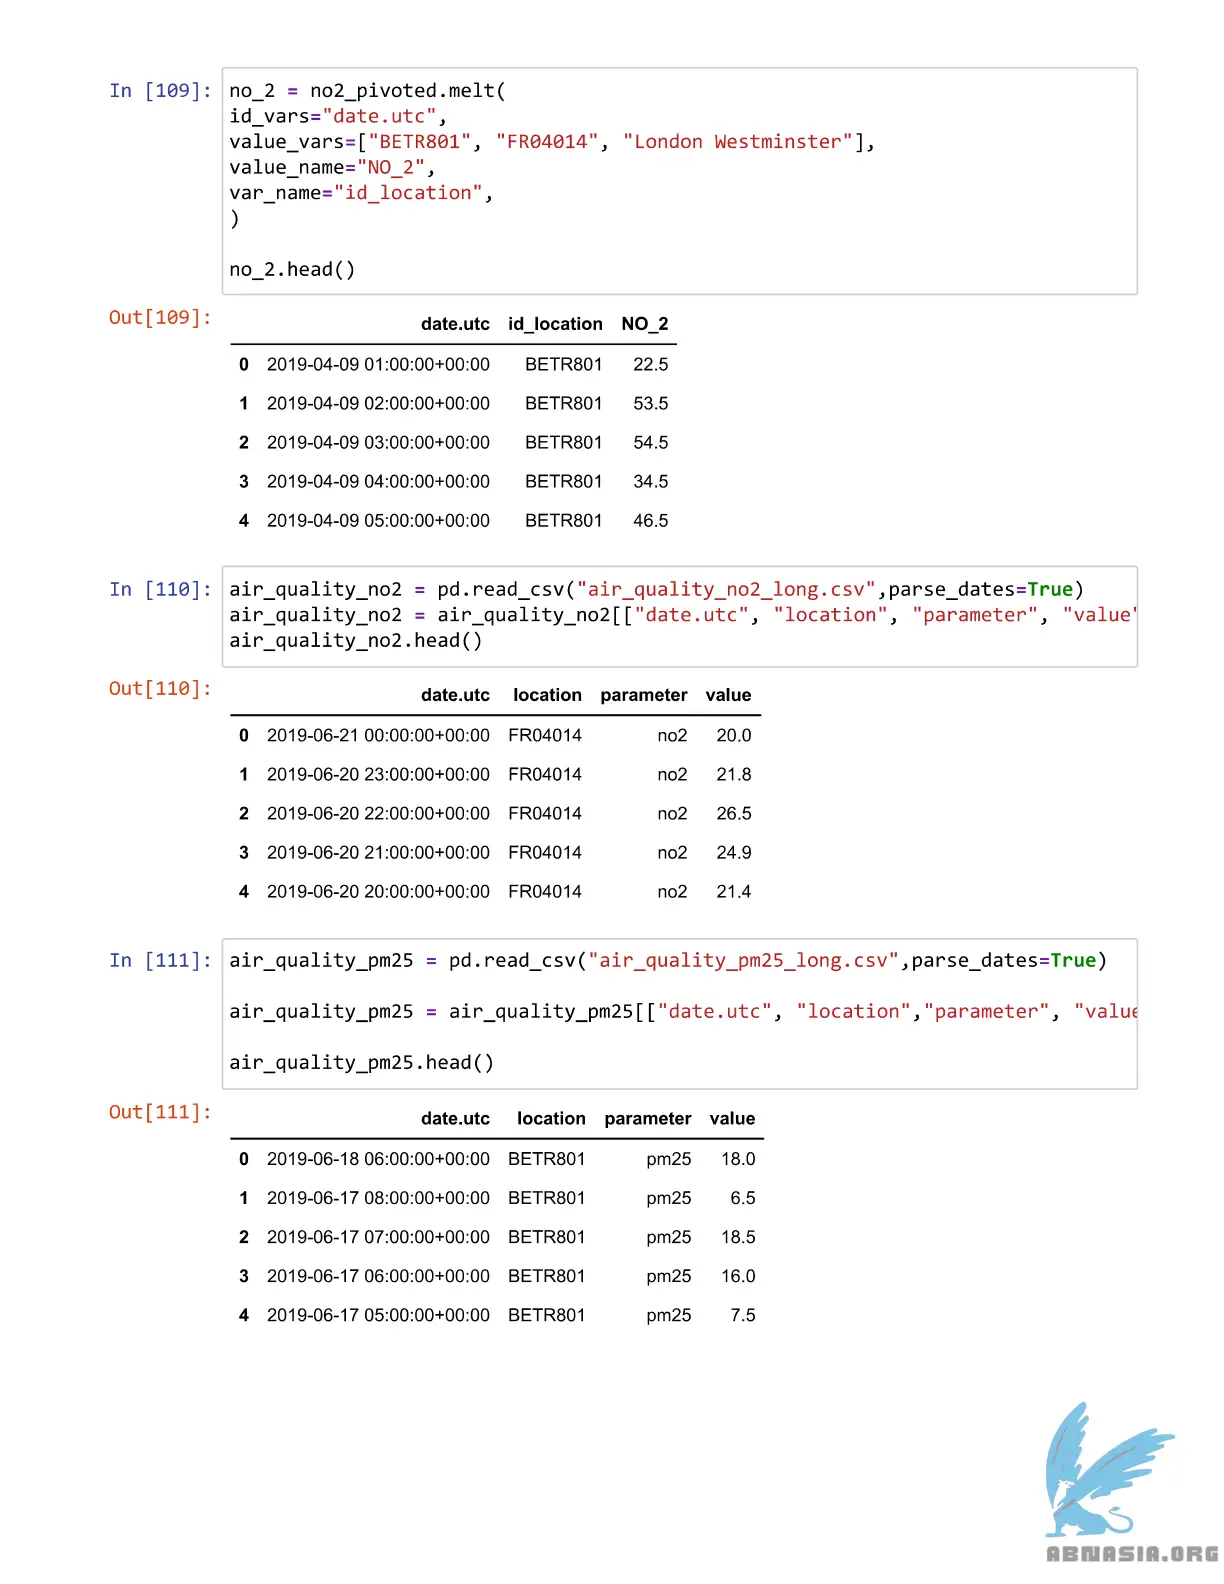 In [109]: no_2 = no2_pivoted.melt(
id_vars="date.utc",
value_vars=["BETR801", "FR04014", "London Westminster"],
value_name="NO_2",
var_name="id_location",
)
no_2.head()
Out[109]: date.utc id_location NO_2
0 2019-04-09 01:00:00+00:00 BETR801 22.5
1 2019-04-09 02:00:00+00:00 BETR801 53.5
2 2019-04-09 03:00:00+00:00 BETR801 54.5
3 2019-04-09 04:00:00+00:00 BETR801 34.5
4 2019-04-09 05:00:00+00:00 BETR801 46.5
In [110]: air_quality_no2 = pd.read_csv("air_quality_no2_long.csv",parse_dates=True)
air_quality_no2 = air_quality_no2[["date.utc", "location", "parameter", "value"
air_quality_no2.head()
Out[110]: date.utc location parameter value
0 2019-06-21 00:00:00+00:00 FR04014 no2 20.0
1 2019-06-20 23:00:00+00:00 FR04014 no2 21.8
2 2019-06-20 22:00:00+00:00 FR04014 no2 26.5
3 2019-06-20 21:00:00+00:00 FR04014 no2 24.9
4 2019-06-20 20:00:00+00:00 FR04014 no2 21.4
In [111]: air_quality_pm25 = pd.read_csv("air_quality_pm25_long.csv",parse_dates=True)
air_quality_pm25 = air_quality_pm25[["date.utc", "location","parameter", "value
air_quality_pm25.head()
Out[111]: date.utc location parameter value
0 2019-06-18 06:00:00+00:00 BETR801 pm25 18.0
1 2019-06-17 08:00:00+00:00 BETR801 pm25 6.5
2 2019-06-17 07:00:00+00:00 BETR801 pm25 18.5
3 2019-06-17 06:00:00+00:00 BETR801 pm25 16.0
4 2019-06-17 05:00:00+00:00 BETR801 pm25 7.5
ABNASIA.ORG